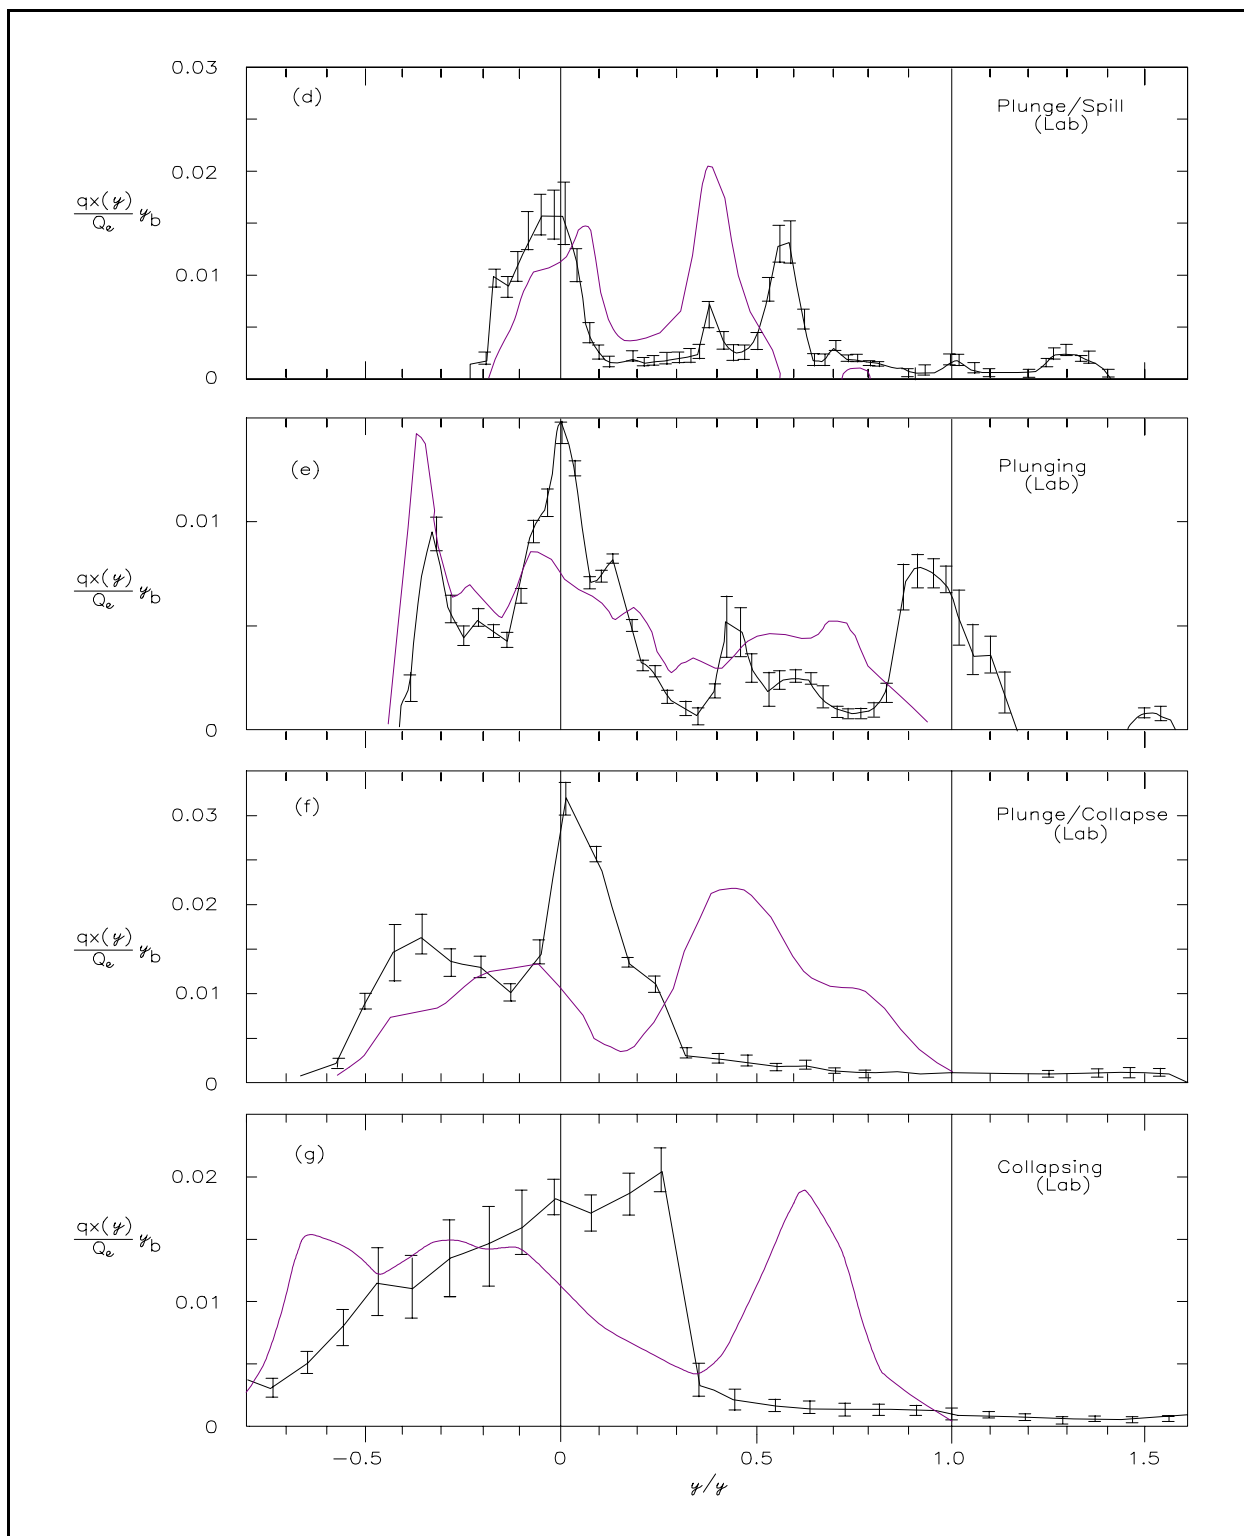 0.03
(d)
Plunge/Spill
(Lab)
0.02
qx(y)
Qe
yb
0.01
0
(e)
Plunging
(Lab)
0.01
qx(y)
Qe
yb
0
(f)
Plunge/Collapse
(Lab)
0.03
0.02
qx(y)
Qe
yb
0.01
0
(g)
Collapsing
(Lab)
0.02
qx(y)
Qe
yb
0.01
0
−0.5 0 0.5 1.0 1.5
y/y